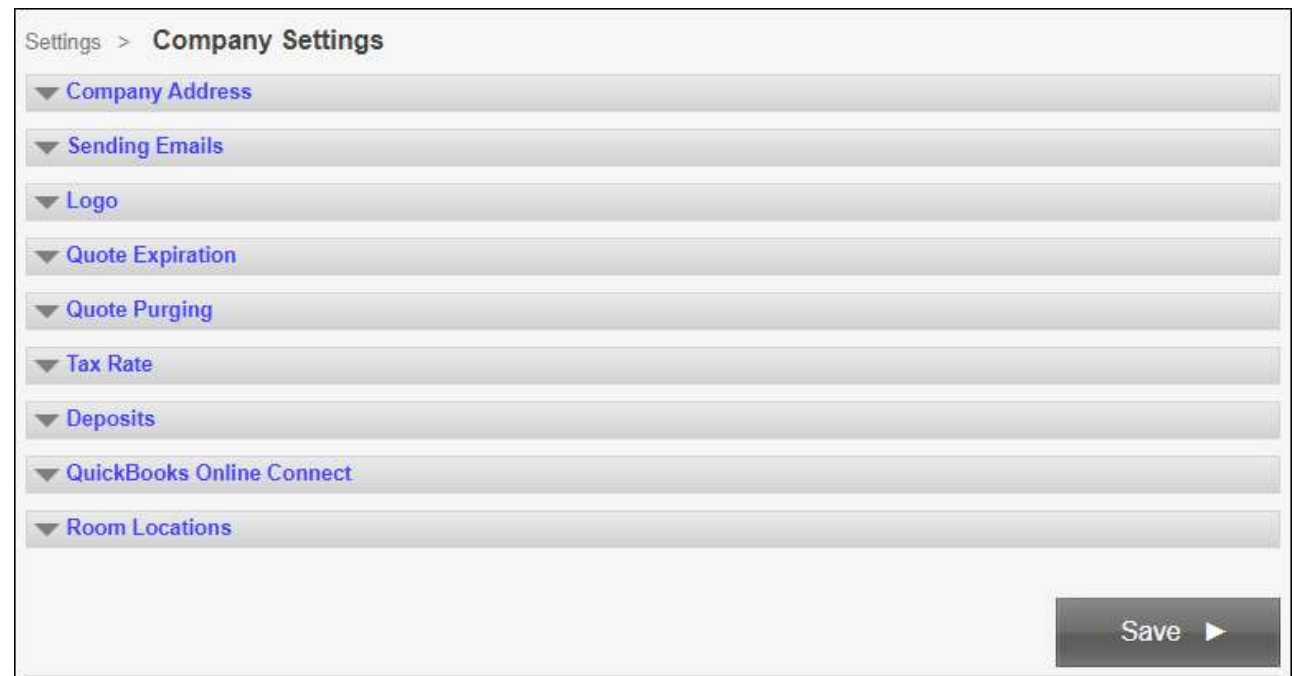 Settings > Company Settings
Company Address
Sending Emails
Logo
Quote Expiration
Quote Purging
Tax Rate
Deposits
QuickBooks Online Connect
Room Locations
Save